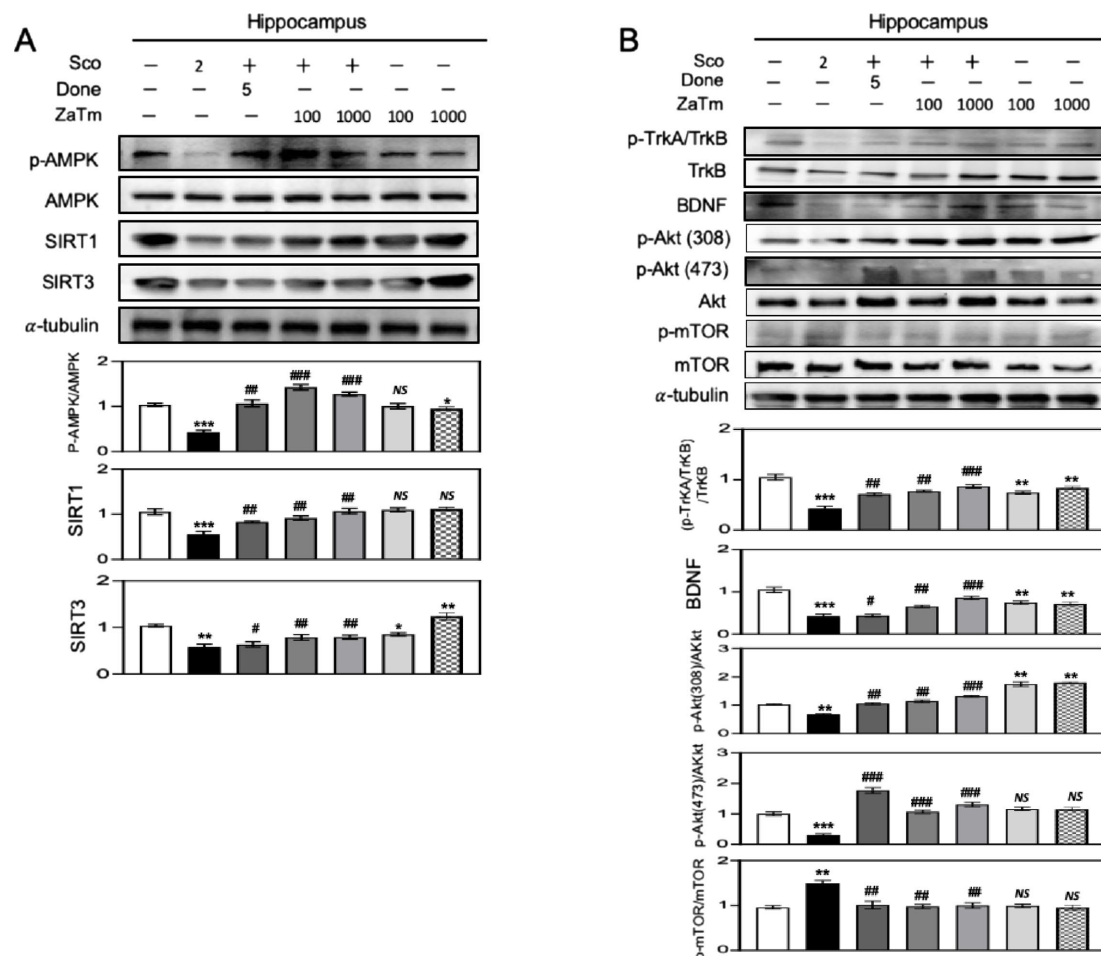 Hippocampus
A
Sco − 2 + + + − −
Done − − 5 − − − −
ZaTm − − − 100 1000 100 1000
p-AMPK
AMPK
SIRT1
SIRT3
α-tubulin
P-AMPK/AMPK
2
1
0
*** ## ### ### NS *
SIRT1
2
1
0
*** ## ## ## NS NS
SIRT3
2
1
0
** # ## ## * **
Hippocampus
B
Sco − 2 + + + − −
Done − − 5 − − − −
ZaTm − − − 100 1000 100 1000
p-TrkA/TrkB
TrkB
BDNF
p-Akt (308)
p-Akt (473)
Akt
p-mTOR
mTOR
α-tubulin
(p-TrKA/TrKB)
/TrKB
2
1
0
*** ## ## ### ** **
BDNF
2
1
0
*** # ## ### ** **
p-Akt(308)/AKkt
3
2
1
0
** ## ## ### ** **
p-Akt(473)/AKkt
3
2
1
0
*** ### ### ### NS NS
p-mTOR/mTOR
2
1
0
** ## ## ## NS NS